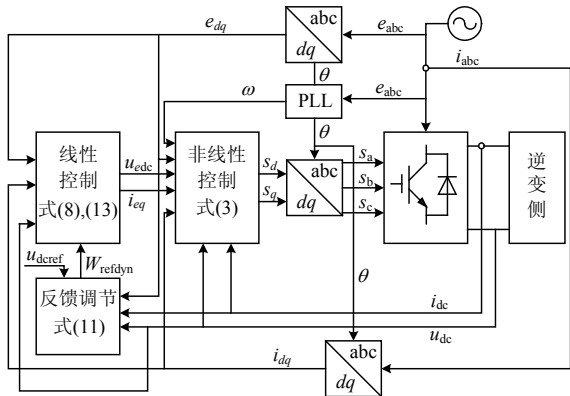 e_dq
abc
dq
e_abc
i_abc
θ
ω
PLL
e_abc
θ
线性
控制
式(8),(13)
u_edc
i_eq
非线性
控制
式(3)
s_d
s_q
abc
dq
s_a
s_b
s_c
逆
变
侧
u_dcref
W_refdyn
θ
反馈调节
式(11)
i_dc
u_dc
i_dq
abc
dq